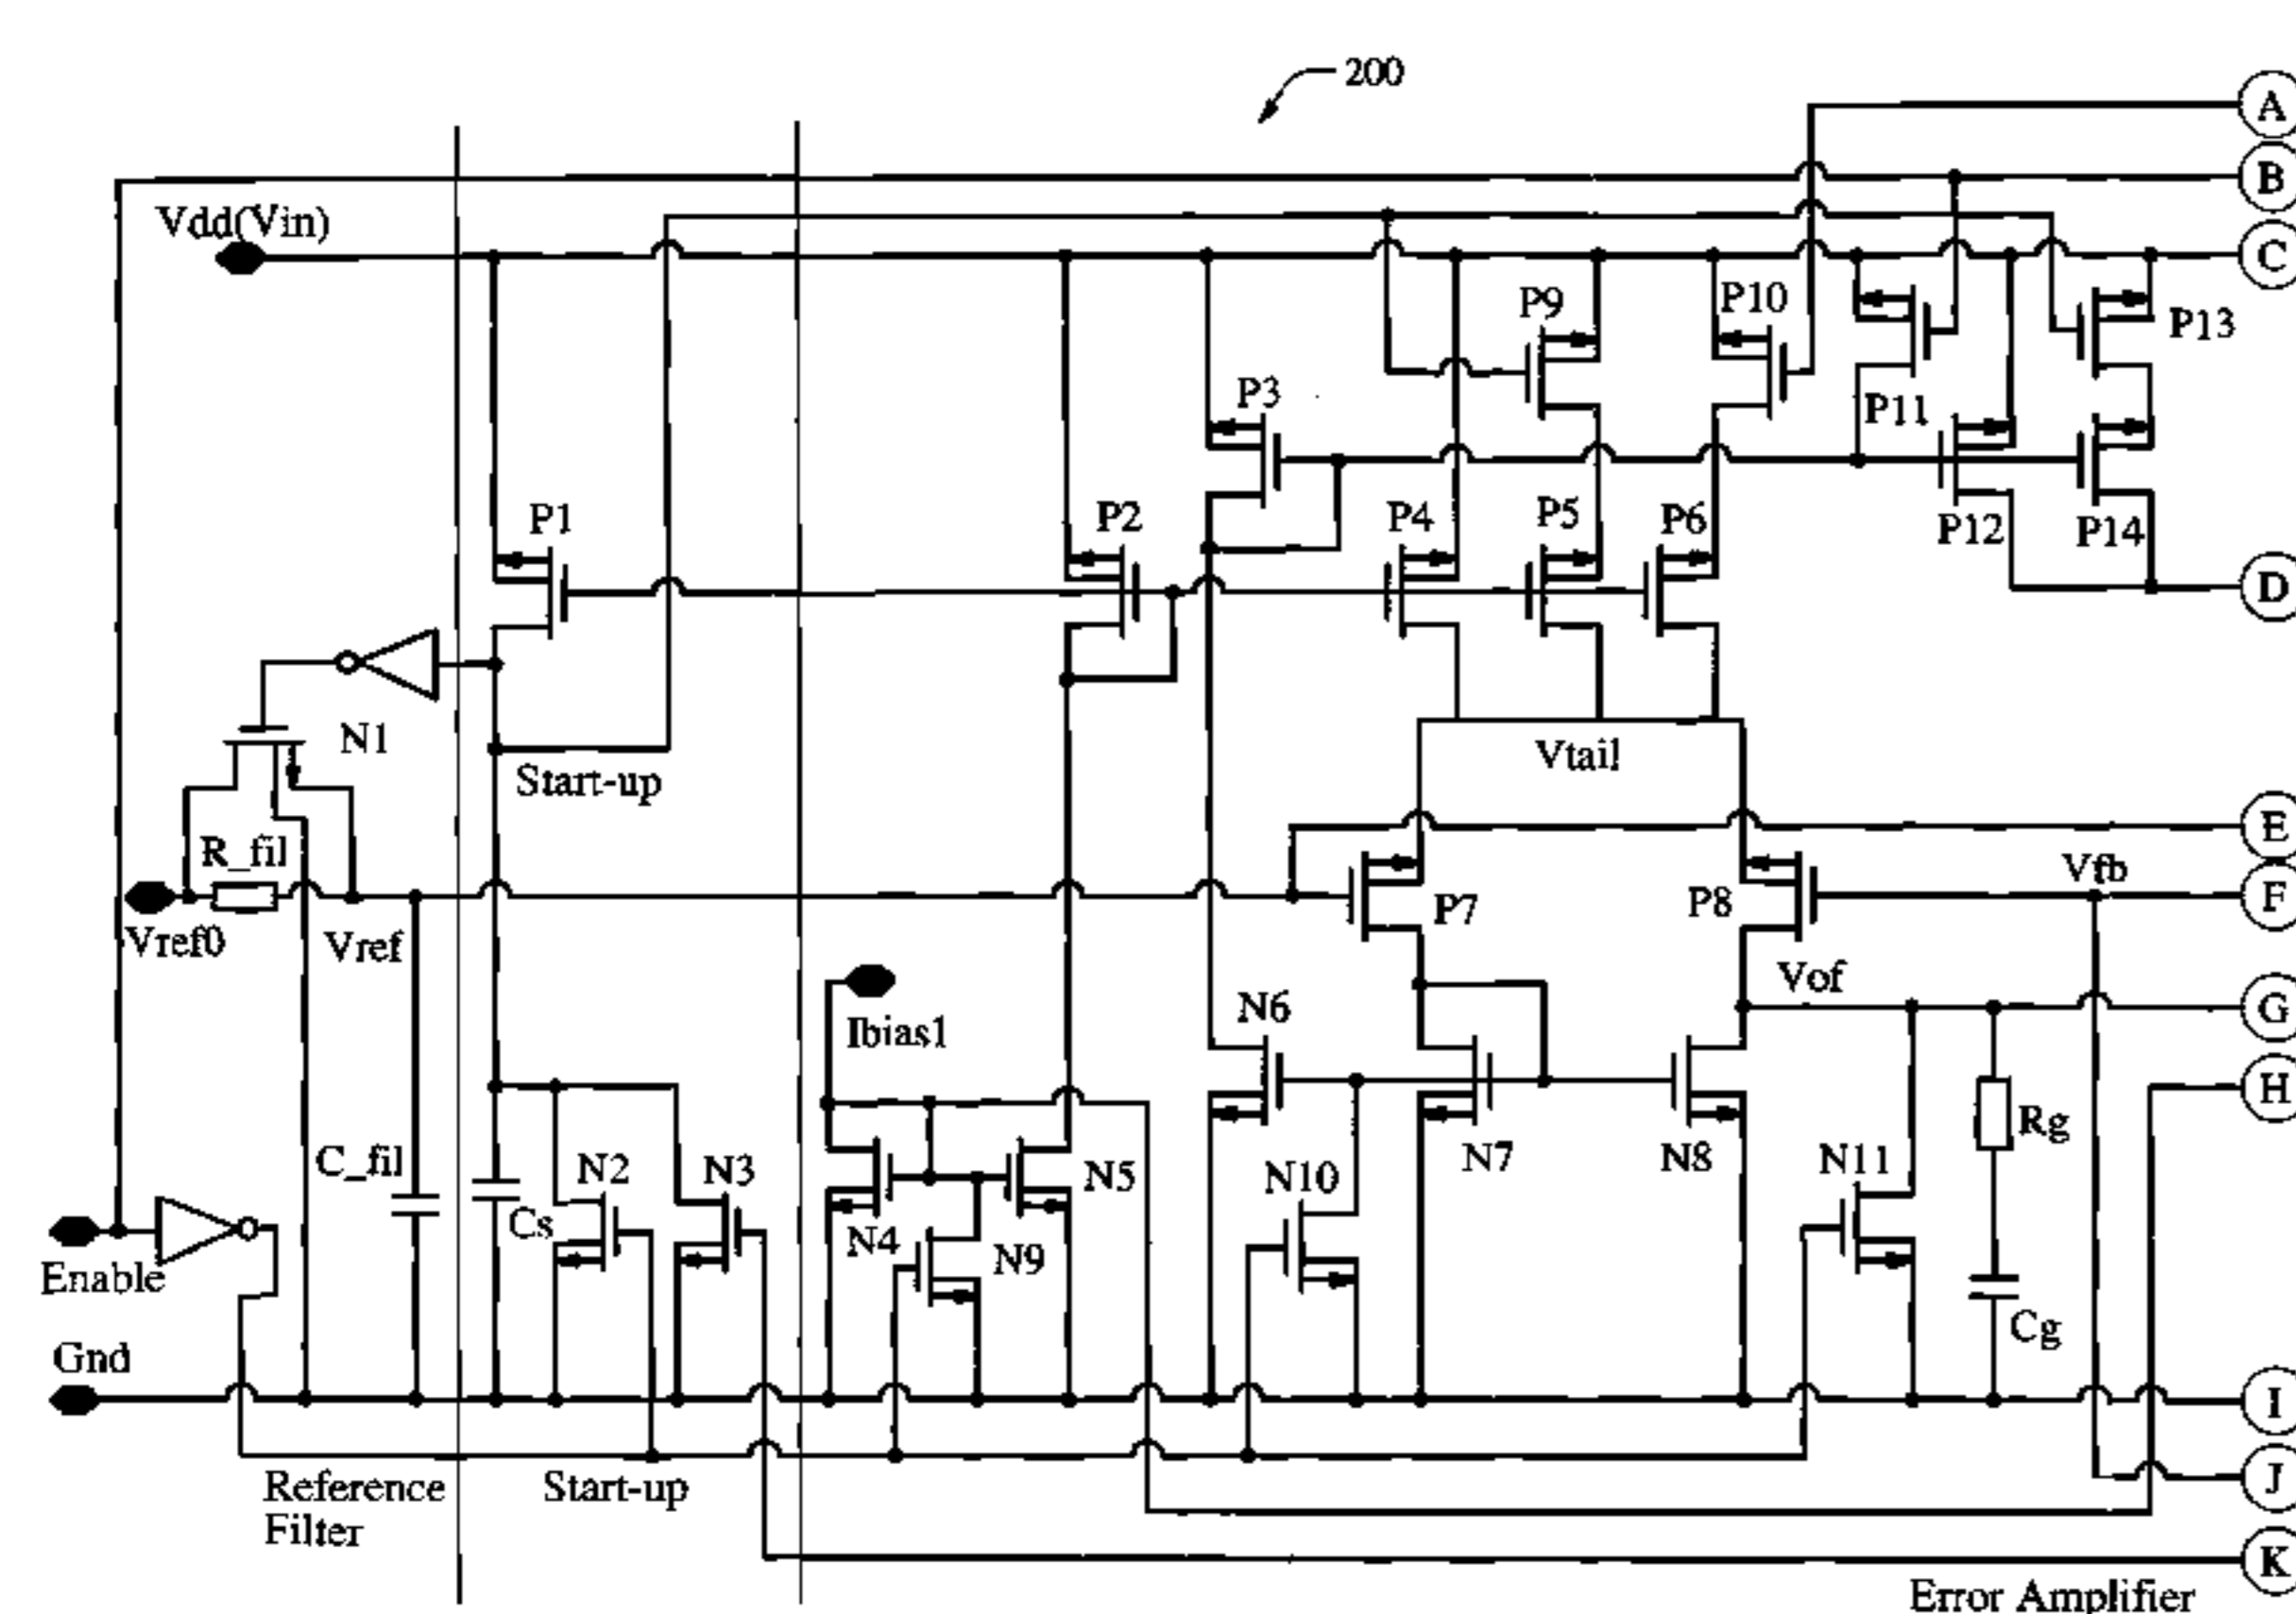 200
A
B
Vdd(Vin)
C
P9
P10
P13
P3
P11
P1
P2
P4
P5
P6
P12
P14
D
N1
Start-up
Vtail
E
R_fil
Vfb
F
P7
P8
Vref0
Vref
Vof
G
N6
Ibias1
H
Rg
C_fil
N2
N3
N5
N10
N7
N8
N11
Cs
N4
N9
Enable
Cg
Gnd
I
J
Reference
Filter
Start-up
K
Error Amplifier